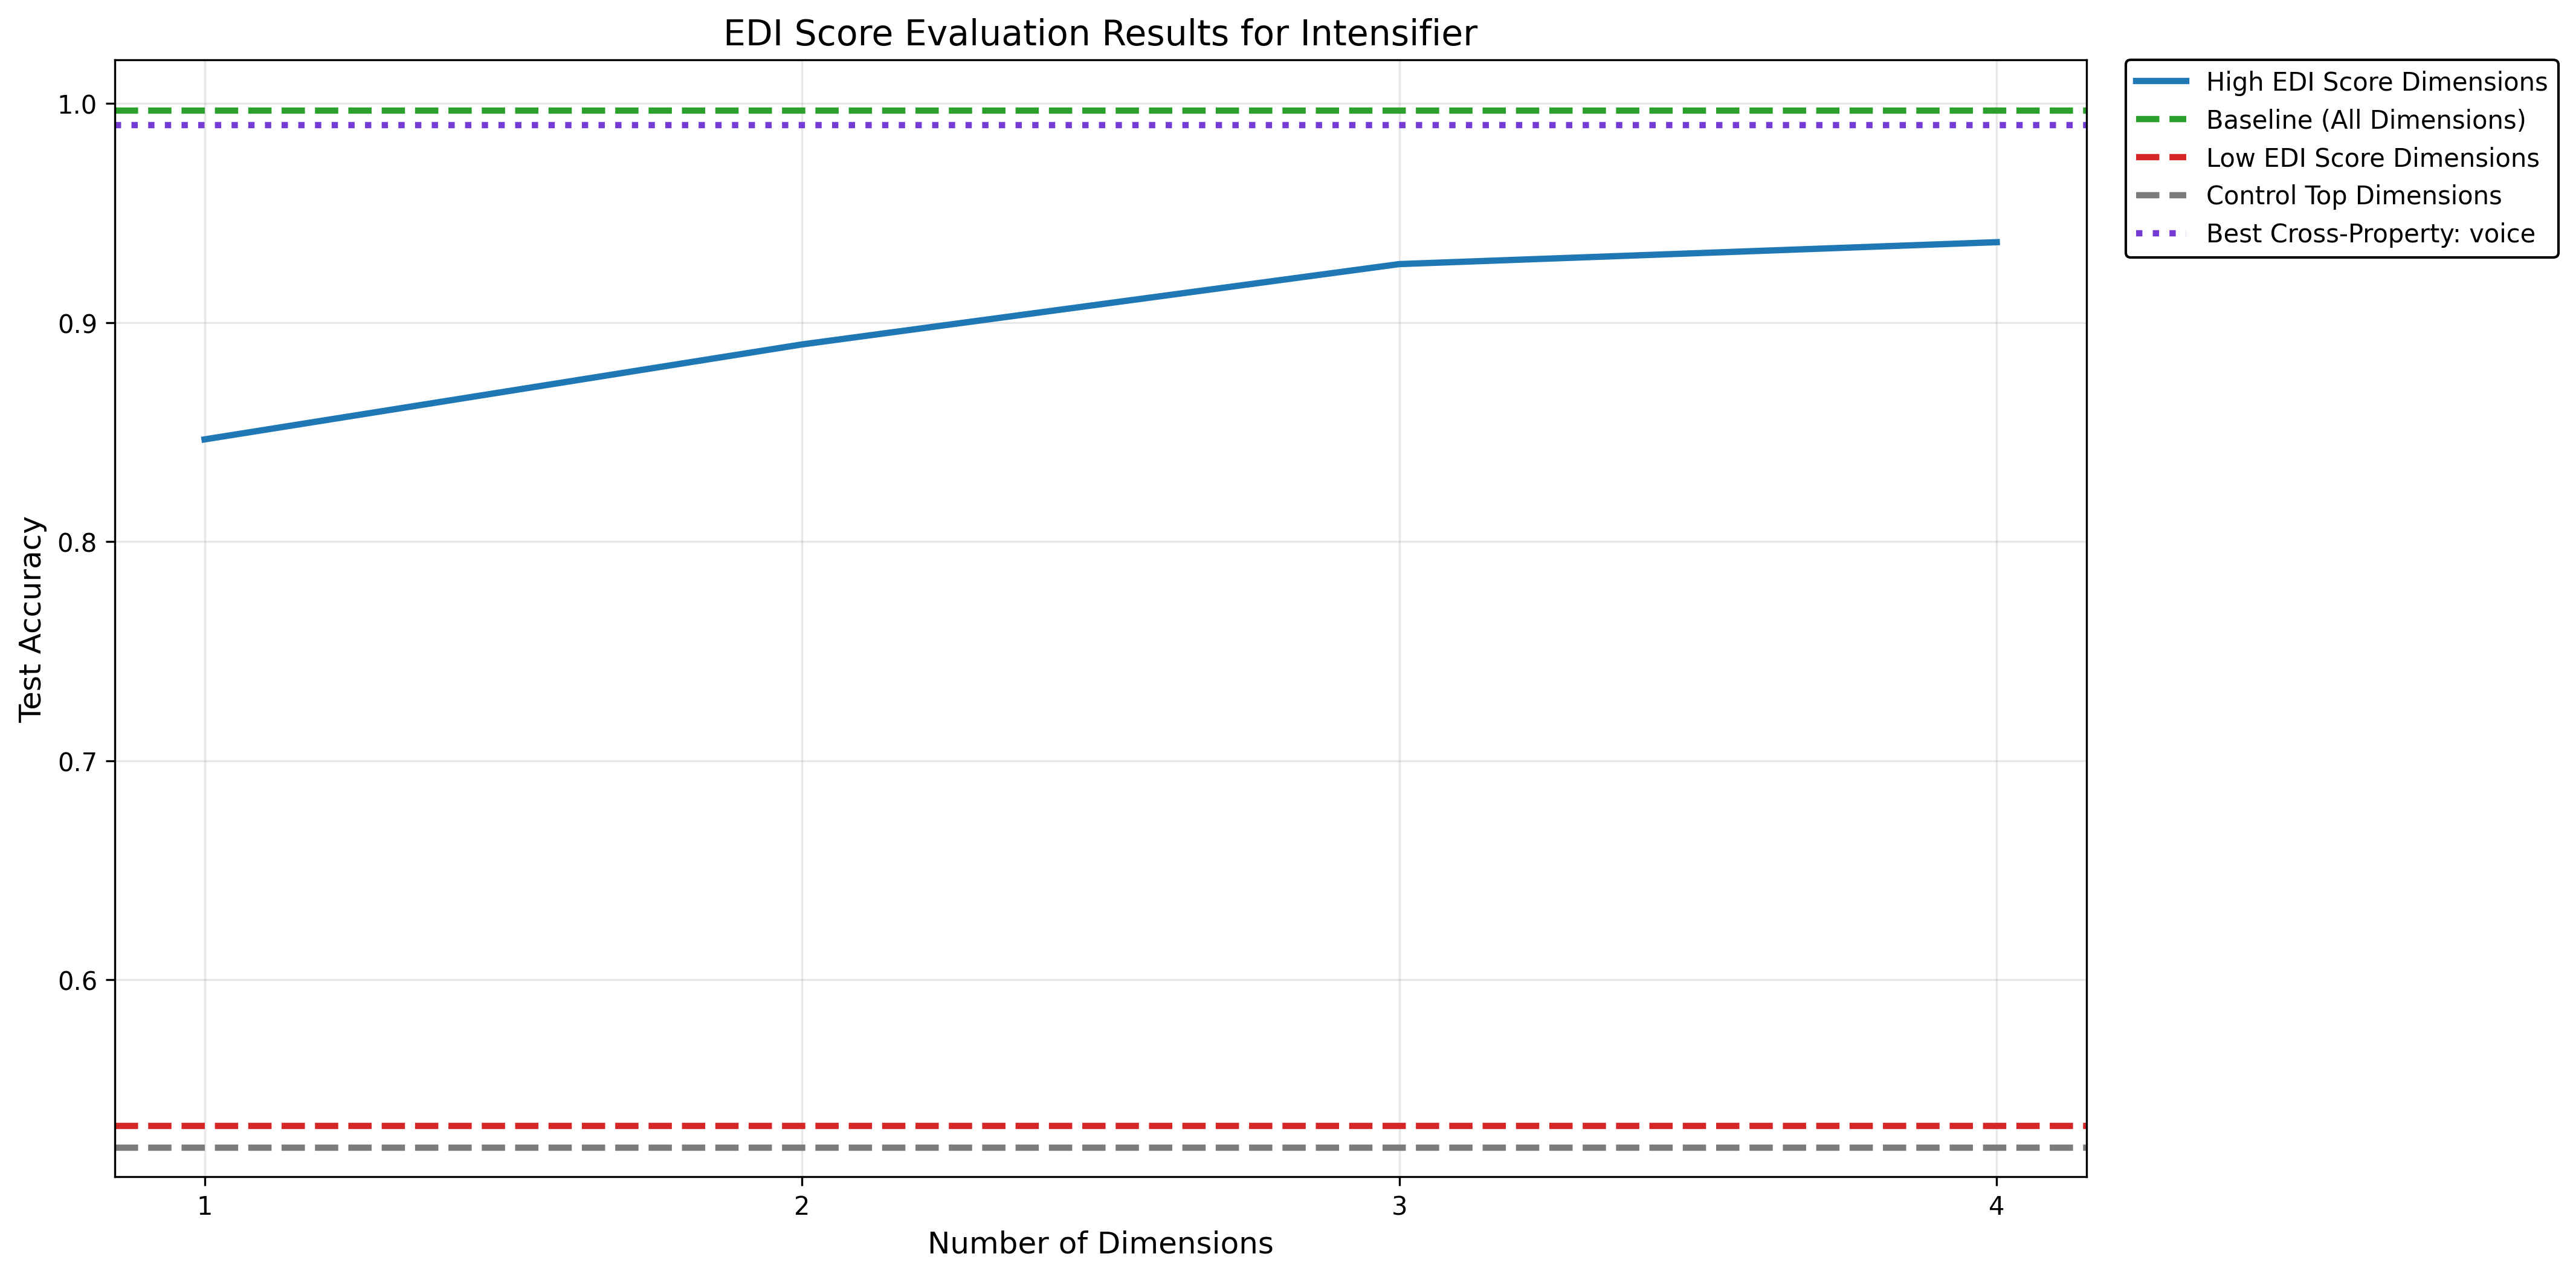 EDI Score Evaluation Results for Intensifier
High EDI Score Dimensions
Baseline (All Dimensions)
Low EDI Score Dimensions
Control Top Dimensions
Best Cross-Property: voice
Test Accuracy
1.0
0.9
0.8
0.7
0.6
1 2 3 4
Number of Dimensions